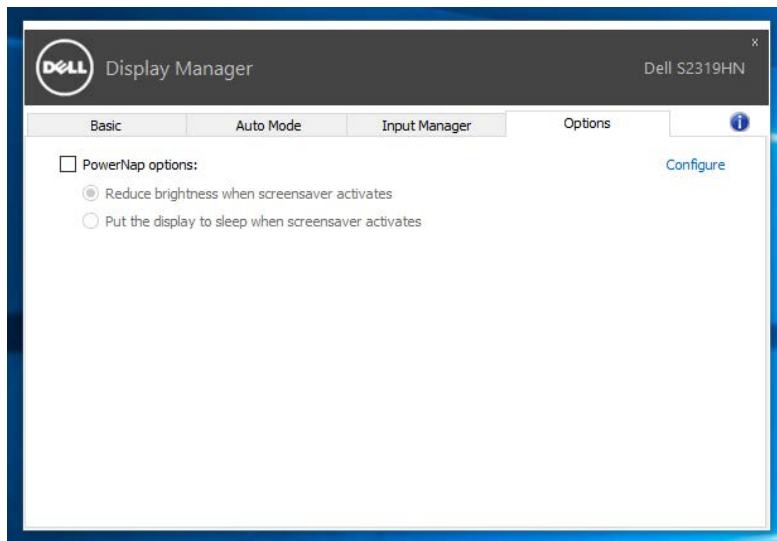 DELL
Display Manager
x
Dell S2319HN
Basic
Auto Mode
Input Manager
Options
i
PowerNap options:
Configure
Reduce brightness when screensaver activates
Put the display to sleep when screensaver activates